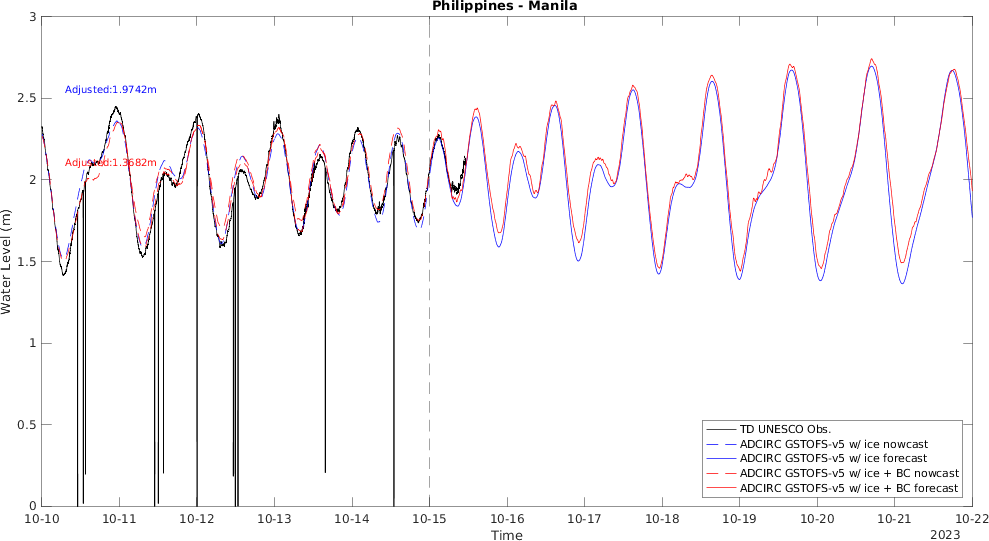 Philippines - Manila
3
2.5
2
1.5
1
0.5
0
Water Level (m)
Adjusted:1.9742m
Adjusted:1.3682m
TD UNESCO Obs.
ADCIRC GSTOFS-v5 w/ ice nowcast
ADCIRC GSTOFS-v5 w/ ice forecast
ADCIRC GSTOFS-v5 w/ ice + BC nowcast
ADCIRC GSTOFS-v5 w/ ice + BC forecast
10-10 10-11 10-12 10-13 10-14 10-15 10-16 10-17 10-18 10-19 10-20 10-21 10-22
Time
2023